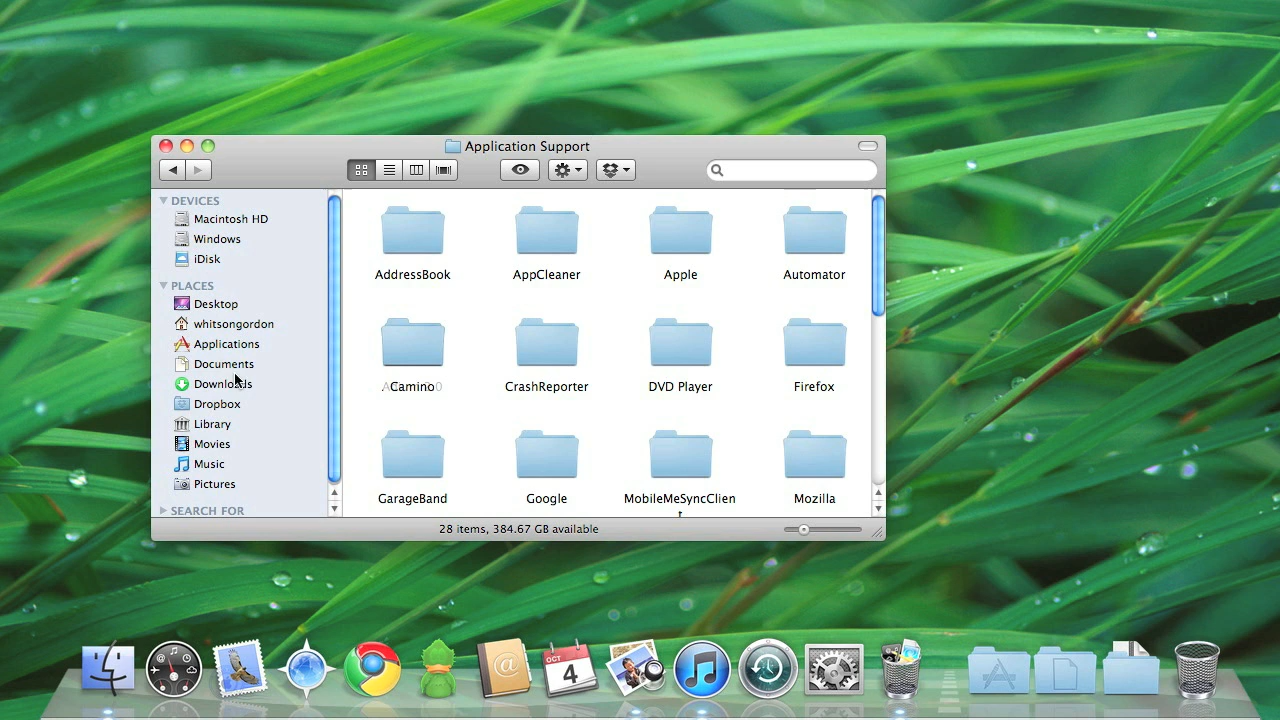 Application Support
DEVICES
Macintosh HD
Windows
iDisk
PLACES
Desktop
whitsongordon
Applications
Documents
Downloads
Dropbox
Library
Movies
Music
Pictures
SEARCH FOR
AddressBook
AppCleaner
Apple
Automator
Camino
CrashReporter
DVD Player
Firefox
GarageBand
Google
MobileMeSyncClien
t
Mozilla
28 items, 384.67 GB available
OCT
4